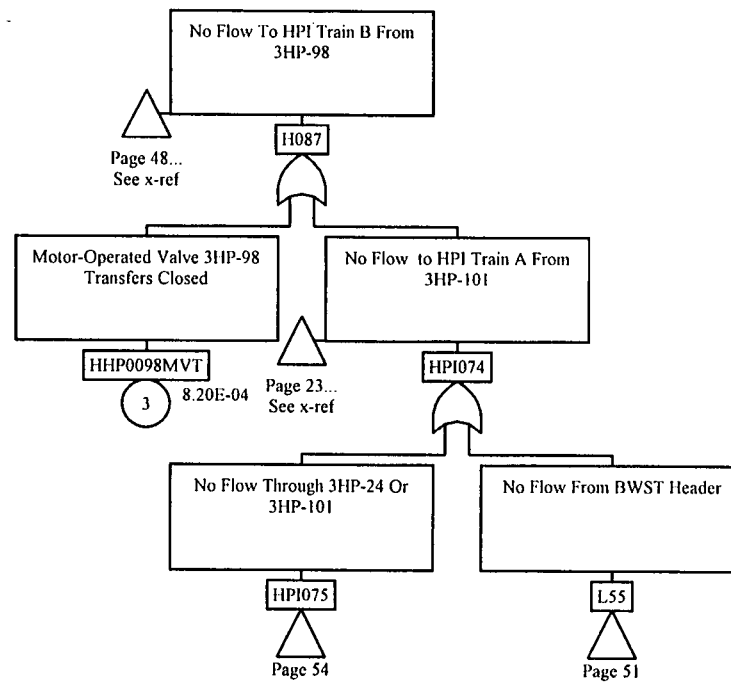 No Flow To HPI Train B From
3HP-98
H087
Page 48...
See x-ref
Motor-Operated Valve 3HP-98
Transfers Closed
HHP0098MVT
3
8.20E-04
No Flow to HPI Train A From
3HP-101
HPI074
Page 23...
See x-ref
No Flow Through 3HP-24 Or
3HP-101
HPI075
Page 54
No Flow From BWST Header
L55
Page 51